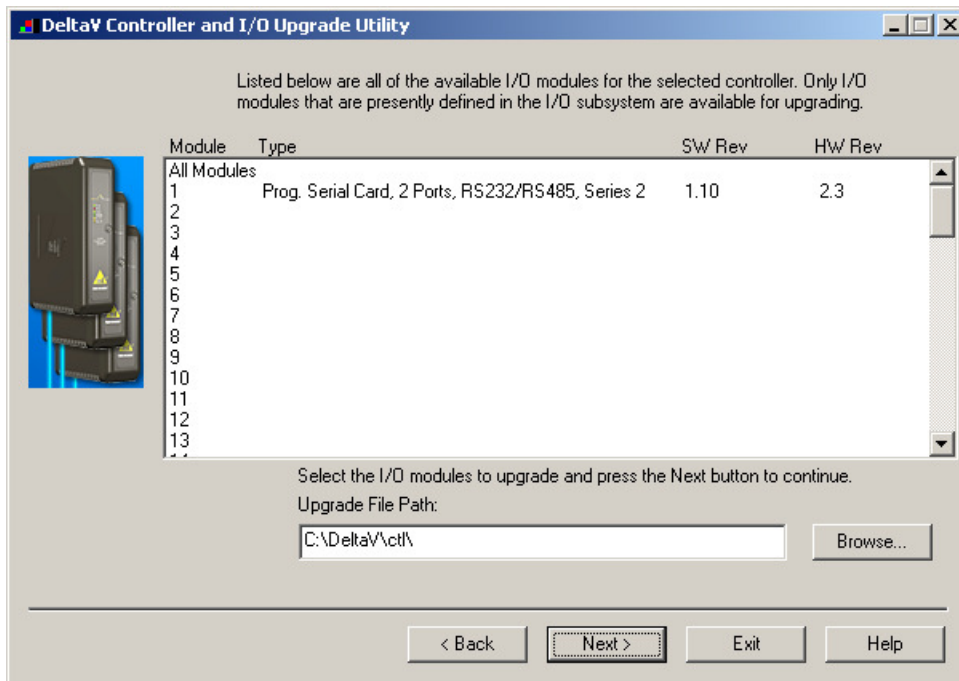 DeltaV Controller and I/O Upgrade Utility
Listed below are all of the available I/O modules for the selected controller. Only I/O
modules that are presently defined in the I/O subsystem are available for upgrading.
Module Type SW Rev HW Rev
All Modules
1 Prog. Serial Card, 2 Ports, RS232/RS485, Series 2 1.10 2.3
2
3
4
5
6
7
8
9
10
11
12
13
Select the I/O modules to upgrade and press the Next button to continue.
Upgrade File Path:
C:\DeltaV\ctl\
Browse...
< Back Next > Exit Help